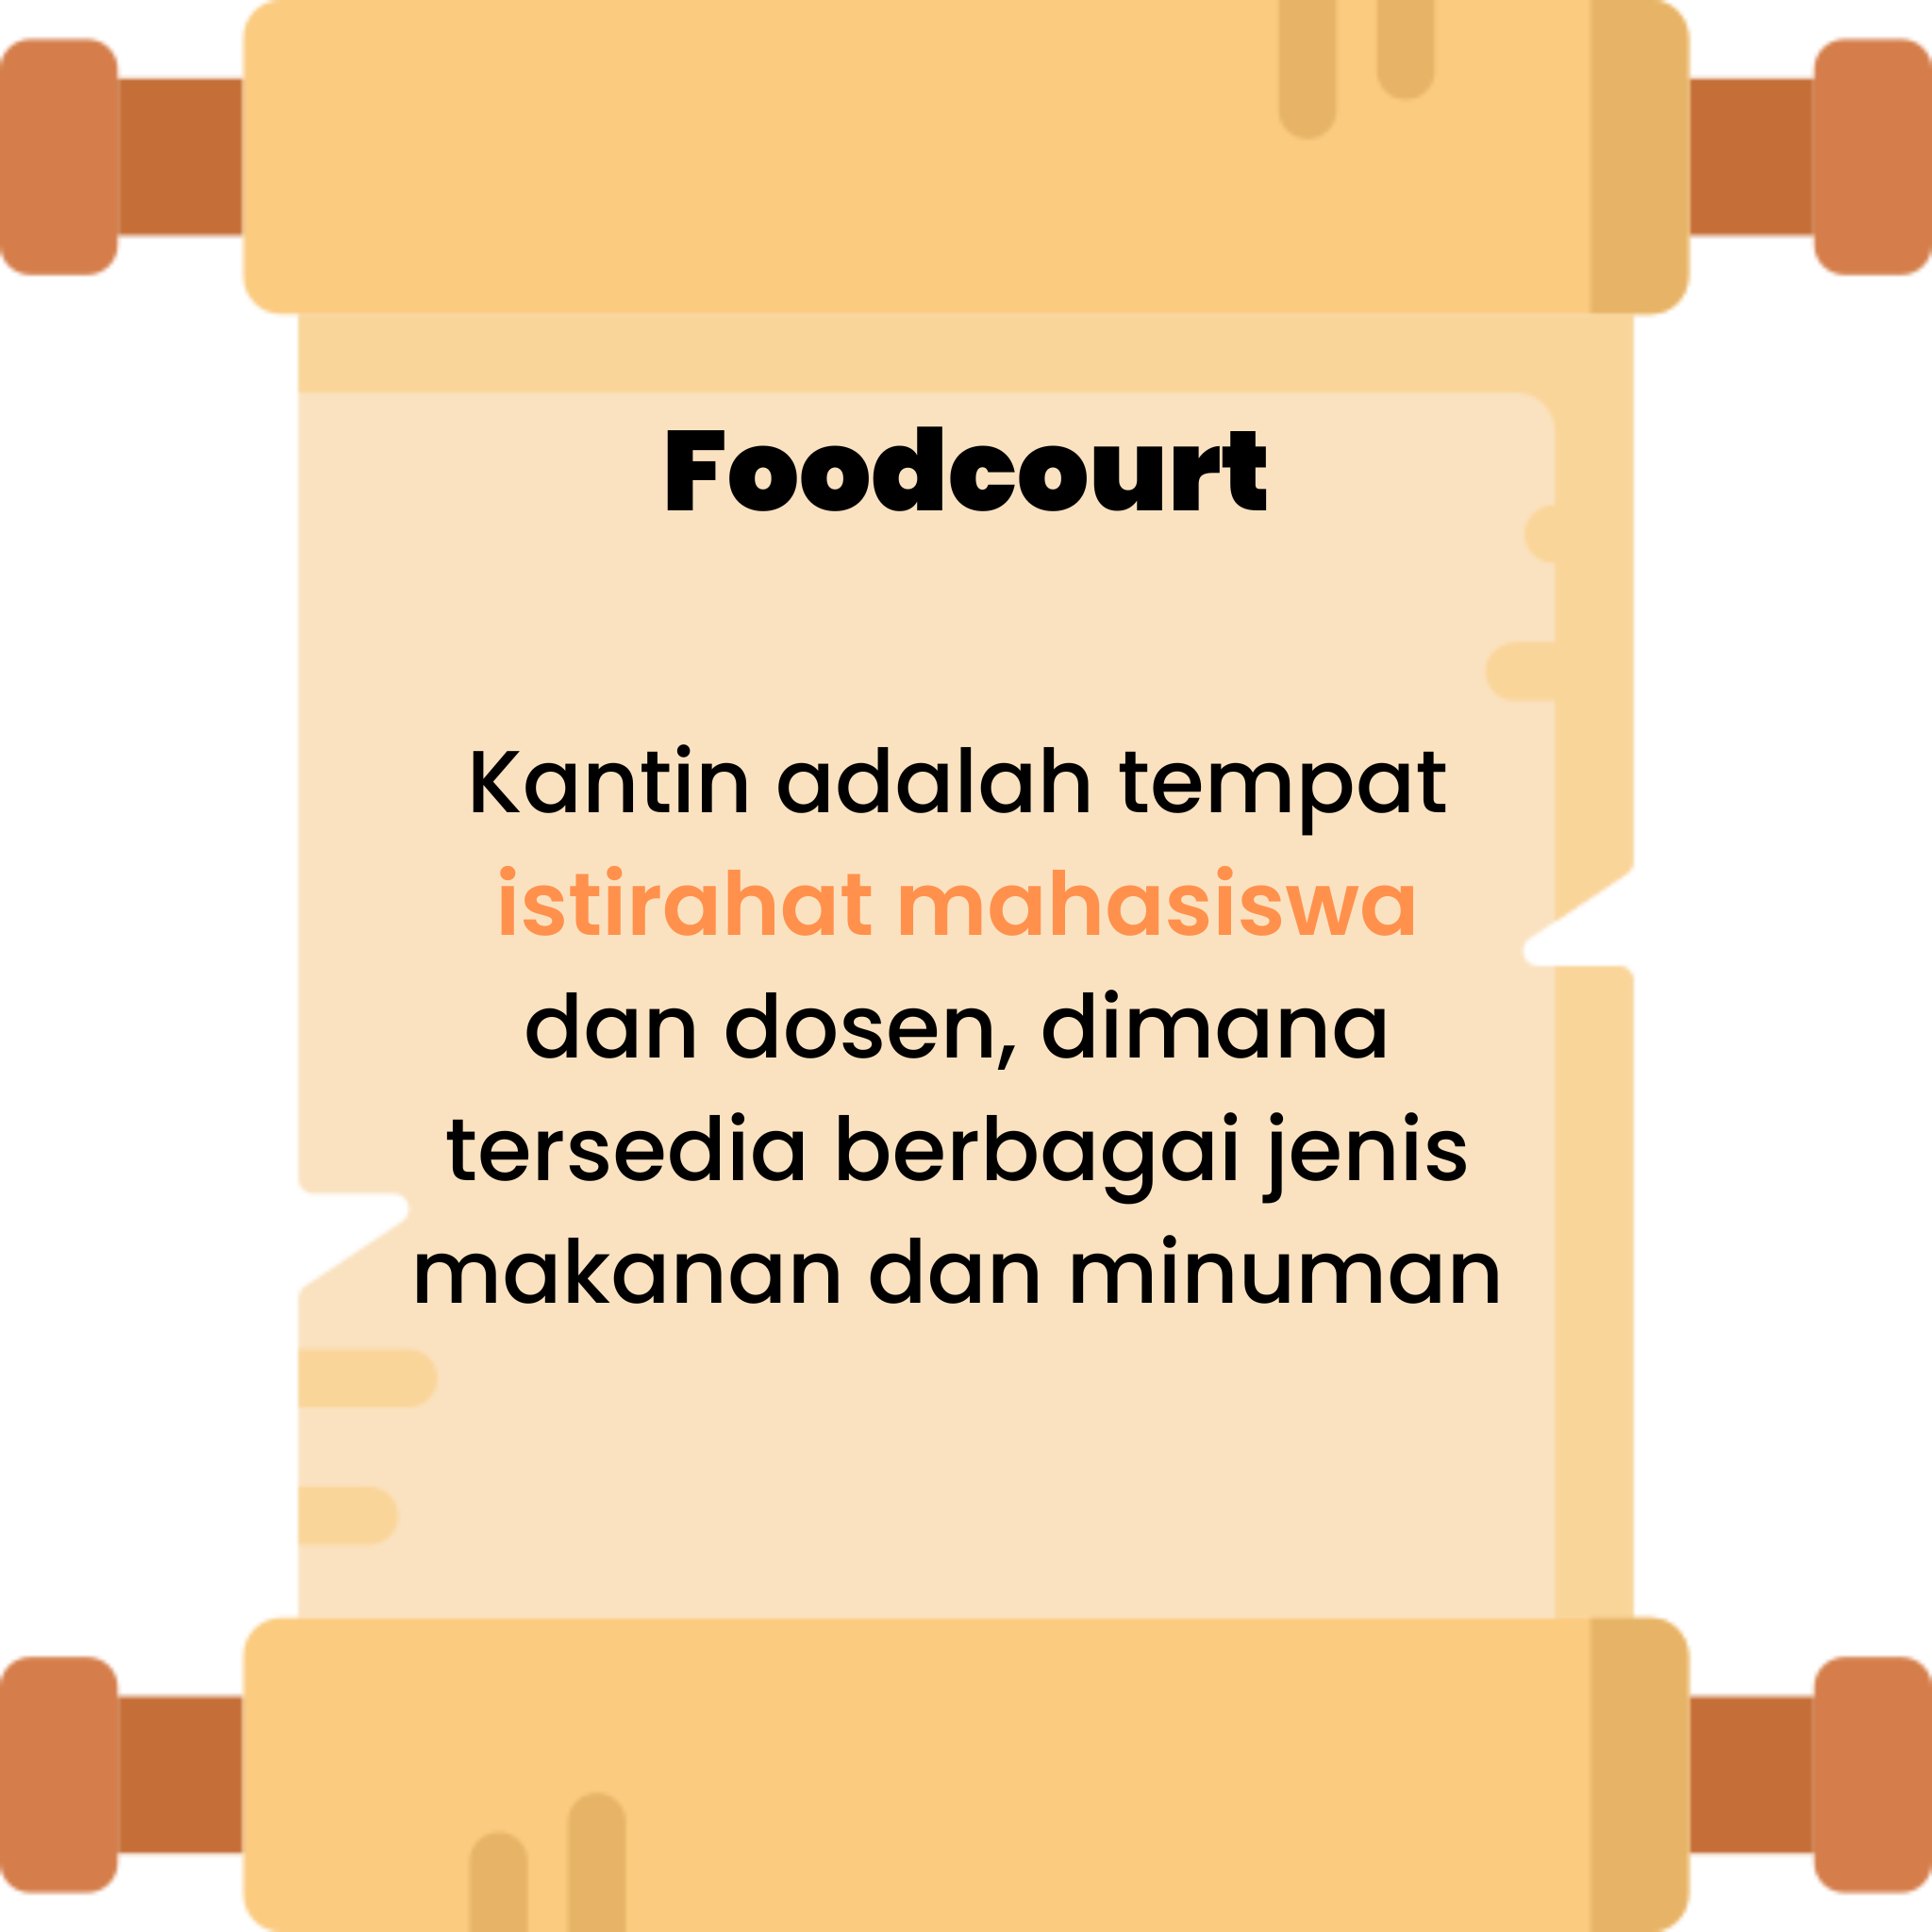 Foodcourt
Kantin adalah tempat
istirahat mahasiswa
dan dosen, dimana
tersedia berbagai jenis
makanan dan minuman